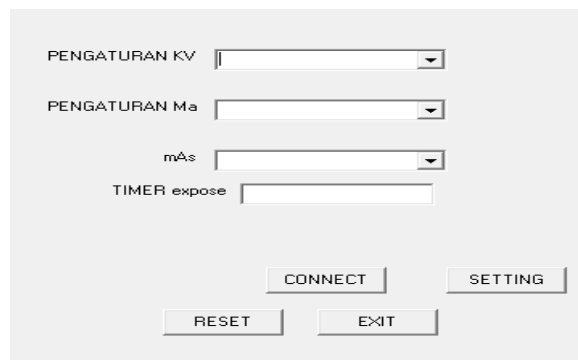 PENGATURAN KV
PENGATURAN Ma
mAs
TIMER expose
CONNECT SETTING
RESET EXIT